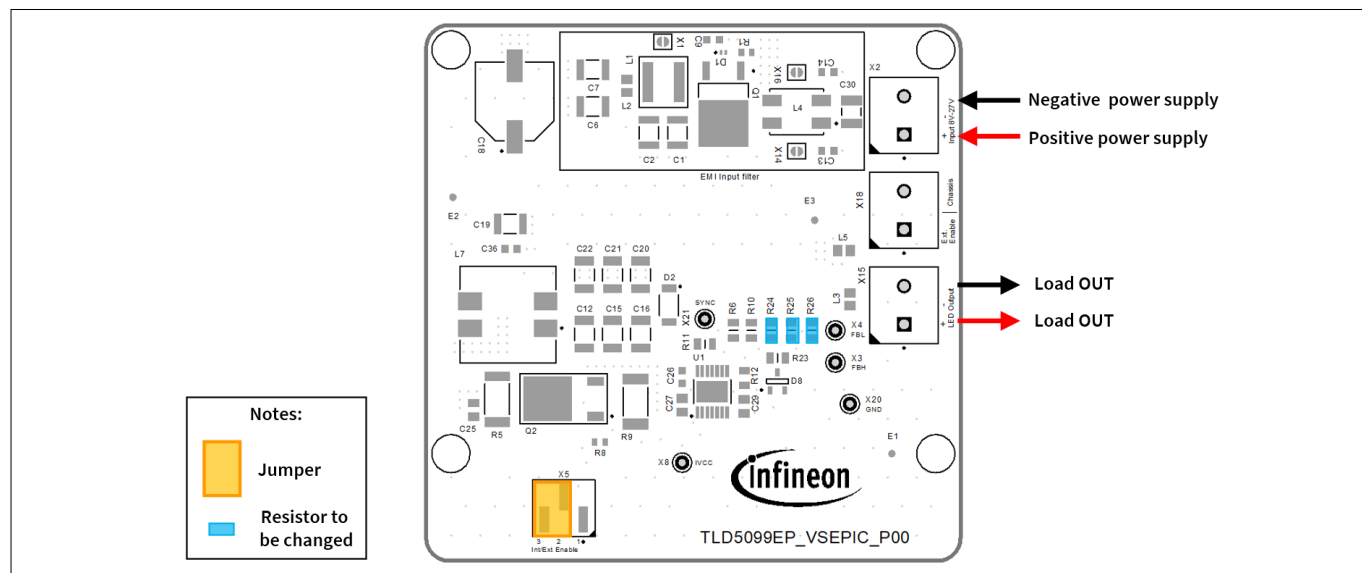 X1
C9
R1
D1
X16
C14
X2
C7
L1
L2
Q1
L4
C30
- Input 8V-27V +
Negative power supply
Positive power supply
C6
C18
C2
C1
X14
C13
EMI Input filter
E2
E3
X18
Chassis
Ext. Enable
C19
C36
L5
L7
C22
C21
C20
D2
X15
- LED Output +
Load OUT
Load OUT
L3
SYNC
X21
R6
R10
R24
R25
R26
C12
C15
C16
X4
FBL
R11
U1
R23
X3
FBH
C26
R12
D8
C27
C29
X20
GND
Notes:
Jumper
Resistor to
be changed
C25
R5
Q2
R9
R8
E1
X8
IVCC
infineon
X5
3 2 1
Int/Ext Enable
TLD5099EP_VSEPIC_P00